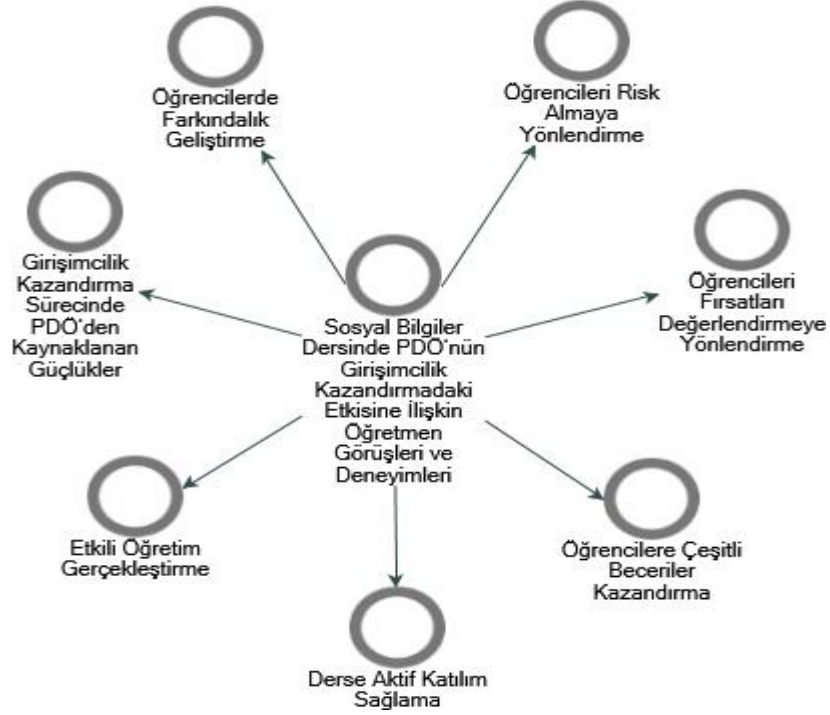 Öğrencilerde
Farkındalık
Geliştirme
Öğrencileri Risk
Almaya
Yönlendirme
Girişimcilik
Kazandırma
Sürecinde
PDÖ'den
Kaynaklanan
Güçlükler
Sosyal Bilgiler
Dersinde PDÖ'nün
Girişimcilik
Kazandırmadaki
Etkisine İlişkin
Öğretmen
Görüşleri ve
Deneyimleri
Öğrencileri
Fırsatları
Değerlendirmeye
Yönlendirme
Etkili Öğretim
Gerçekleştirme
Öğrencilere Çeşitli
Beceriler
Kazandırma
Derse Aktif Katılım
Sağlama